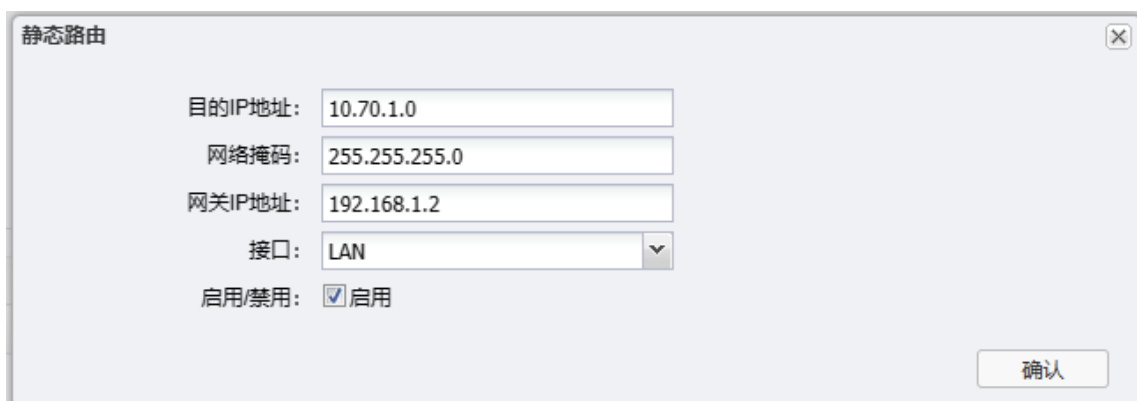 静态路由
目的IP地址： 10.70.1.0
网络掩码： 255.255.255.0
网关IP地址： 192.168.1.2
接口： LAN
启用/禁用： 启用
确认